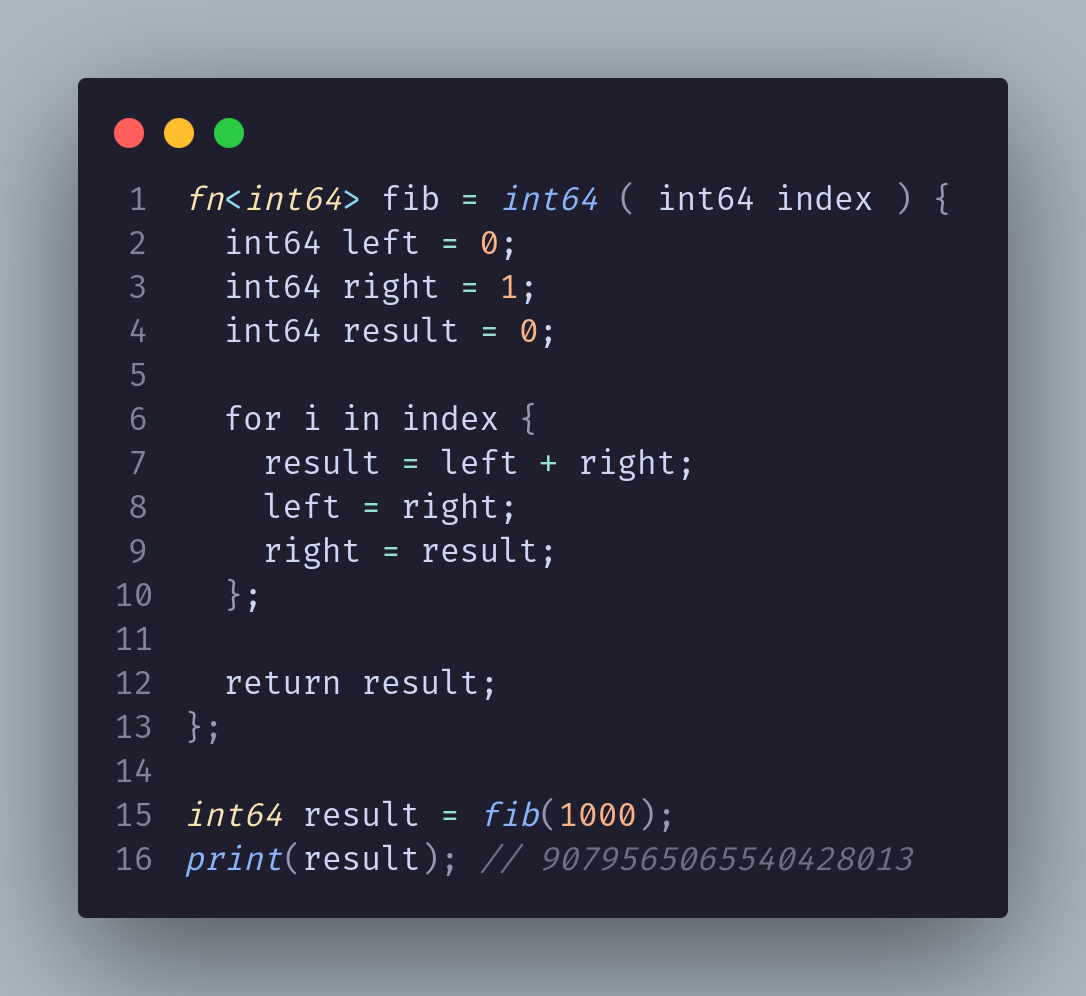 1 fn<int64> fib = int64 ( int64 index ) {
2   int64 left = 0;
3   int64 right = 1;
4   int64 result = 0;
5
6   for i in index {
7     result = left + right;
8     left = right;
9     right = result;
10   };
11
12   return result;
13 };
14
15 int64 result = fib(1000);
16 print(result); // 9079565065540428013